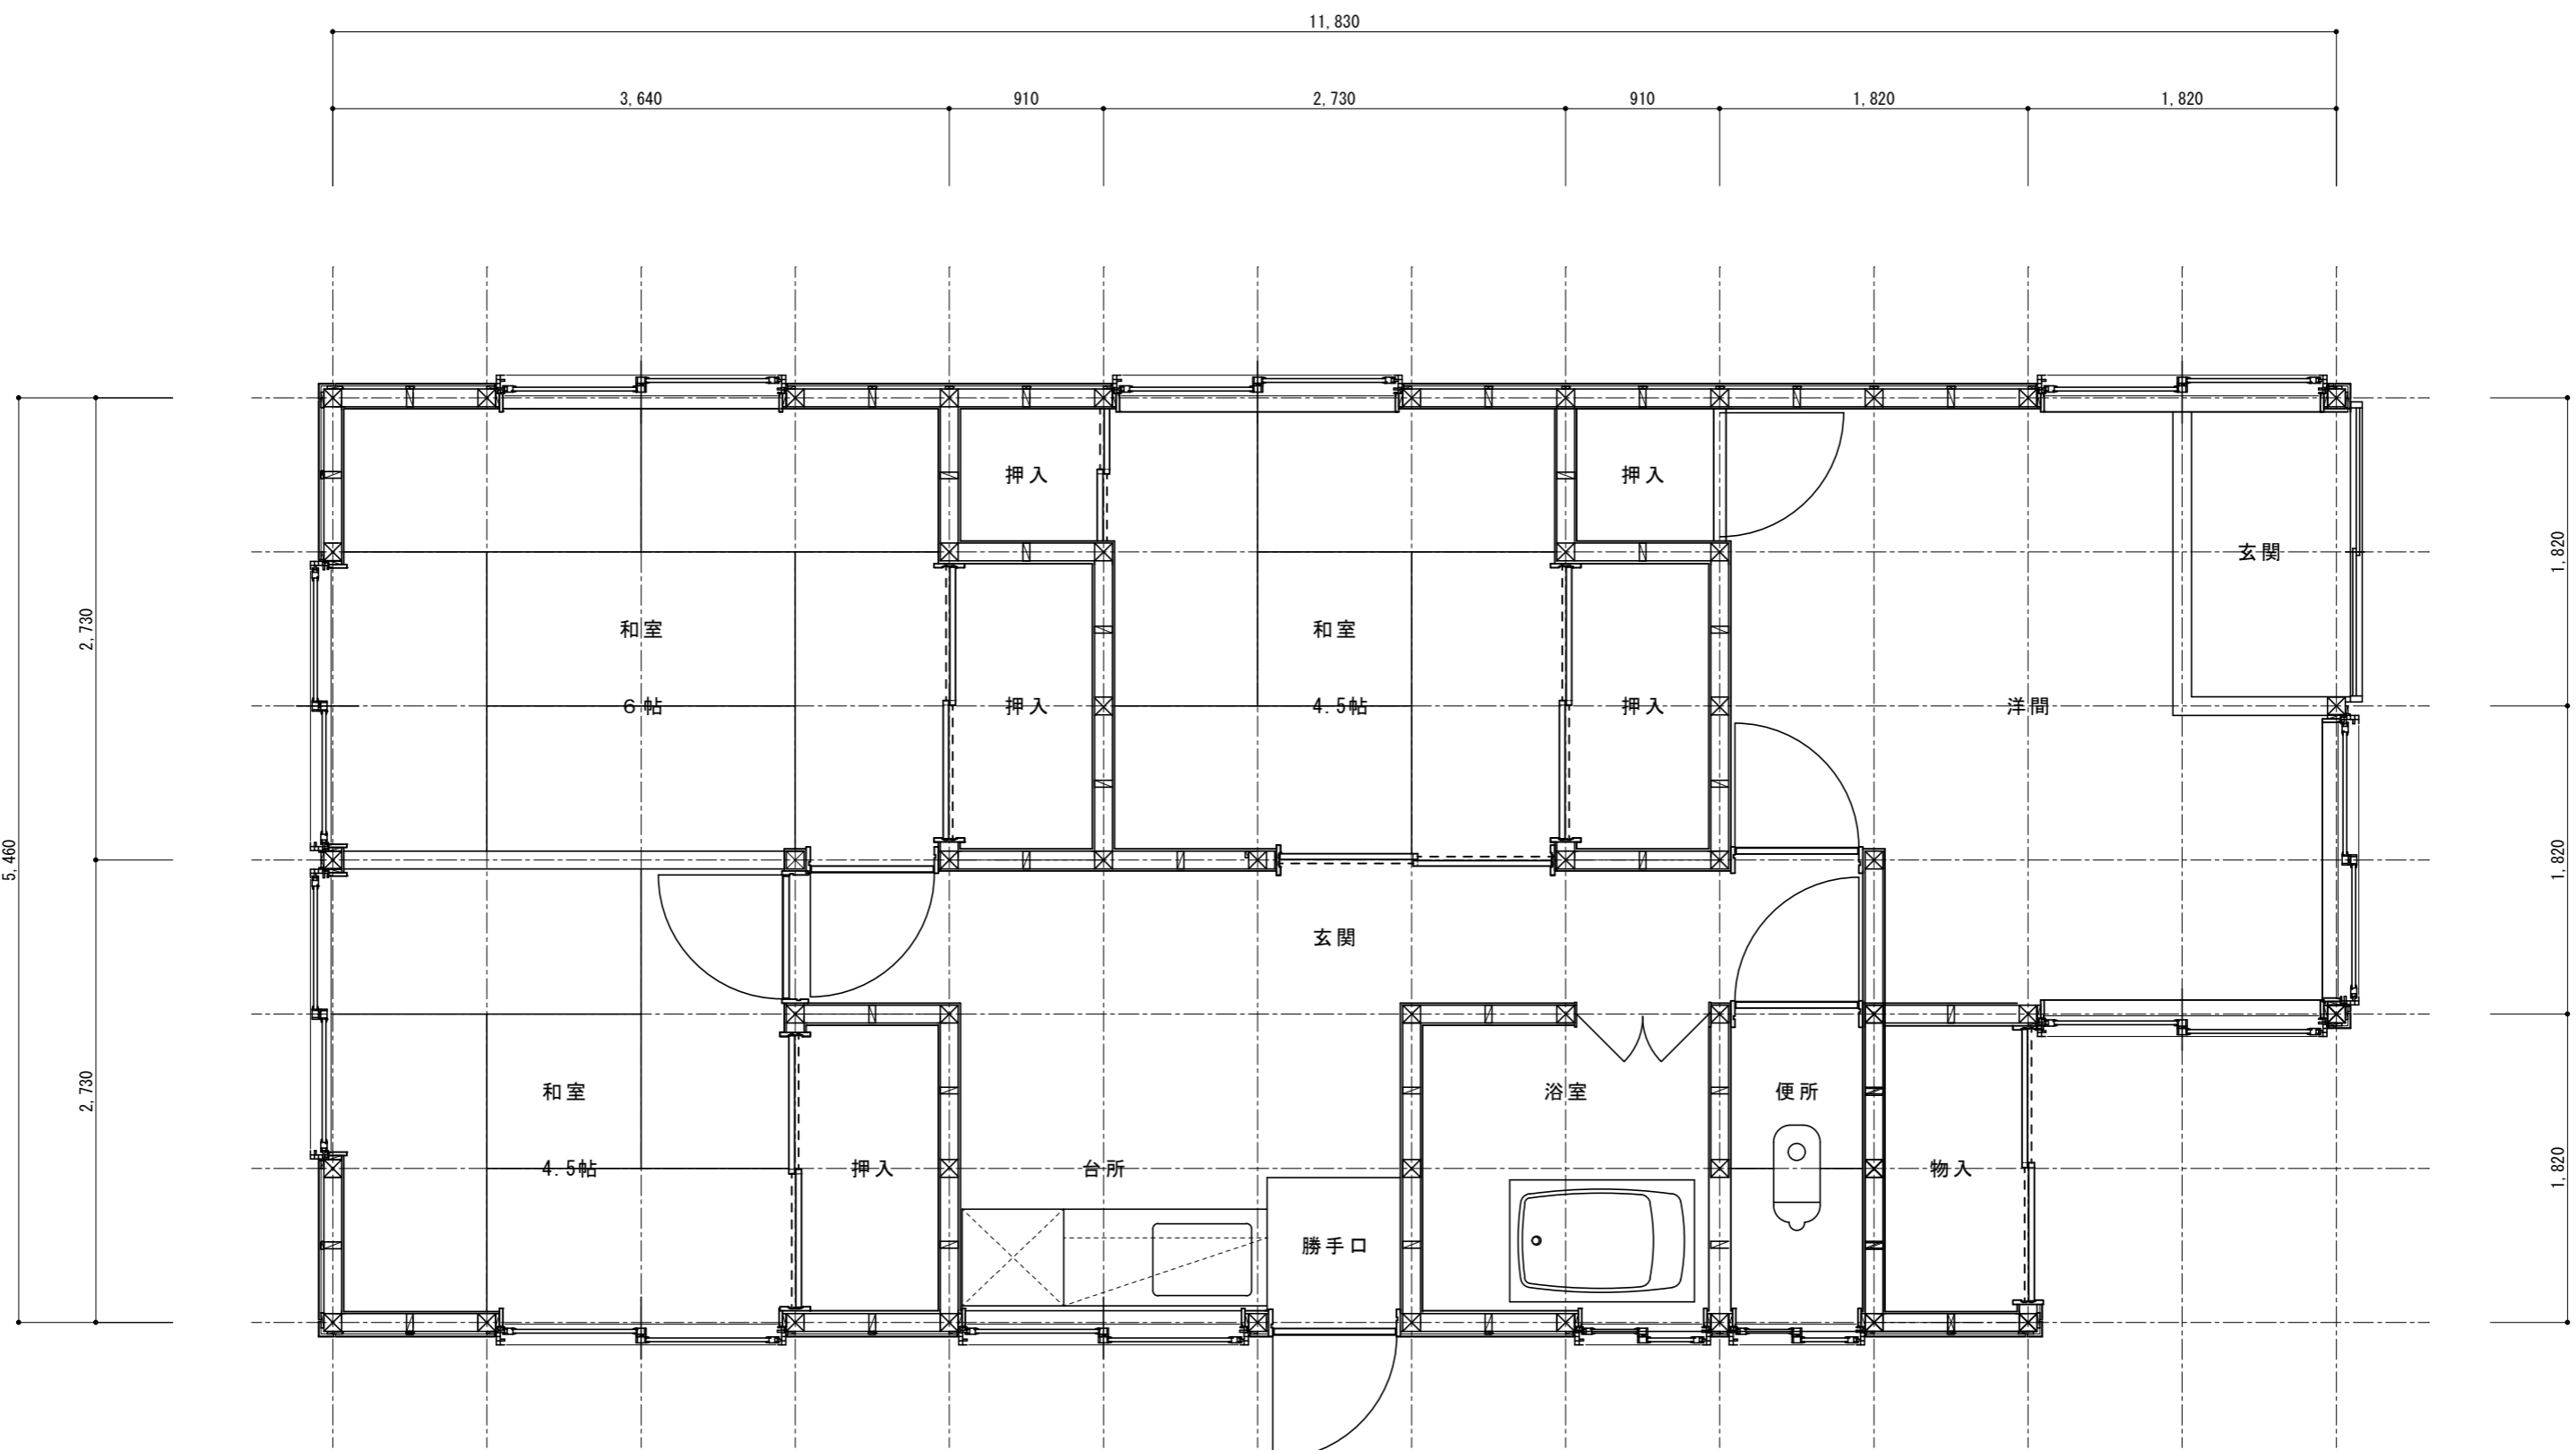 11,830
3,640
910
2,730
910
1,820
1,820
押入
押入
玄関
1,820
2,730
和室
和室
6帖
押入
4.5帖
押入
洋間
5,460
1,820
玄関
2,730
和室
浴室
便所
4.5帖
押入
台所
物入
1,820
勝手口